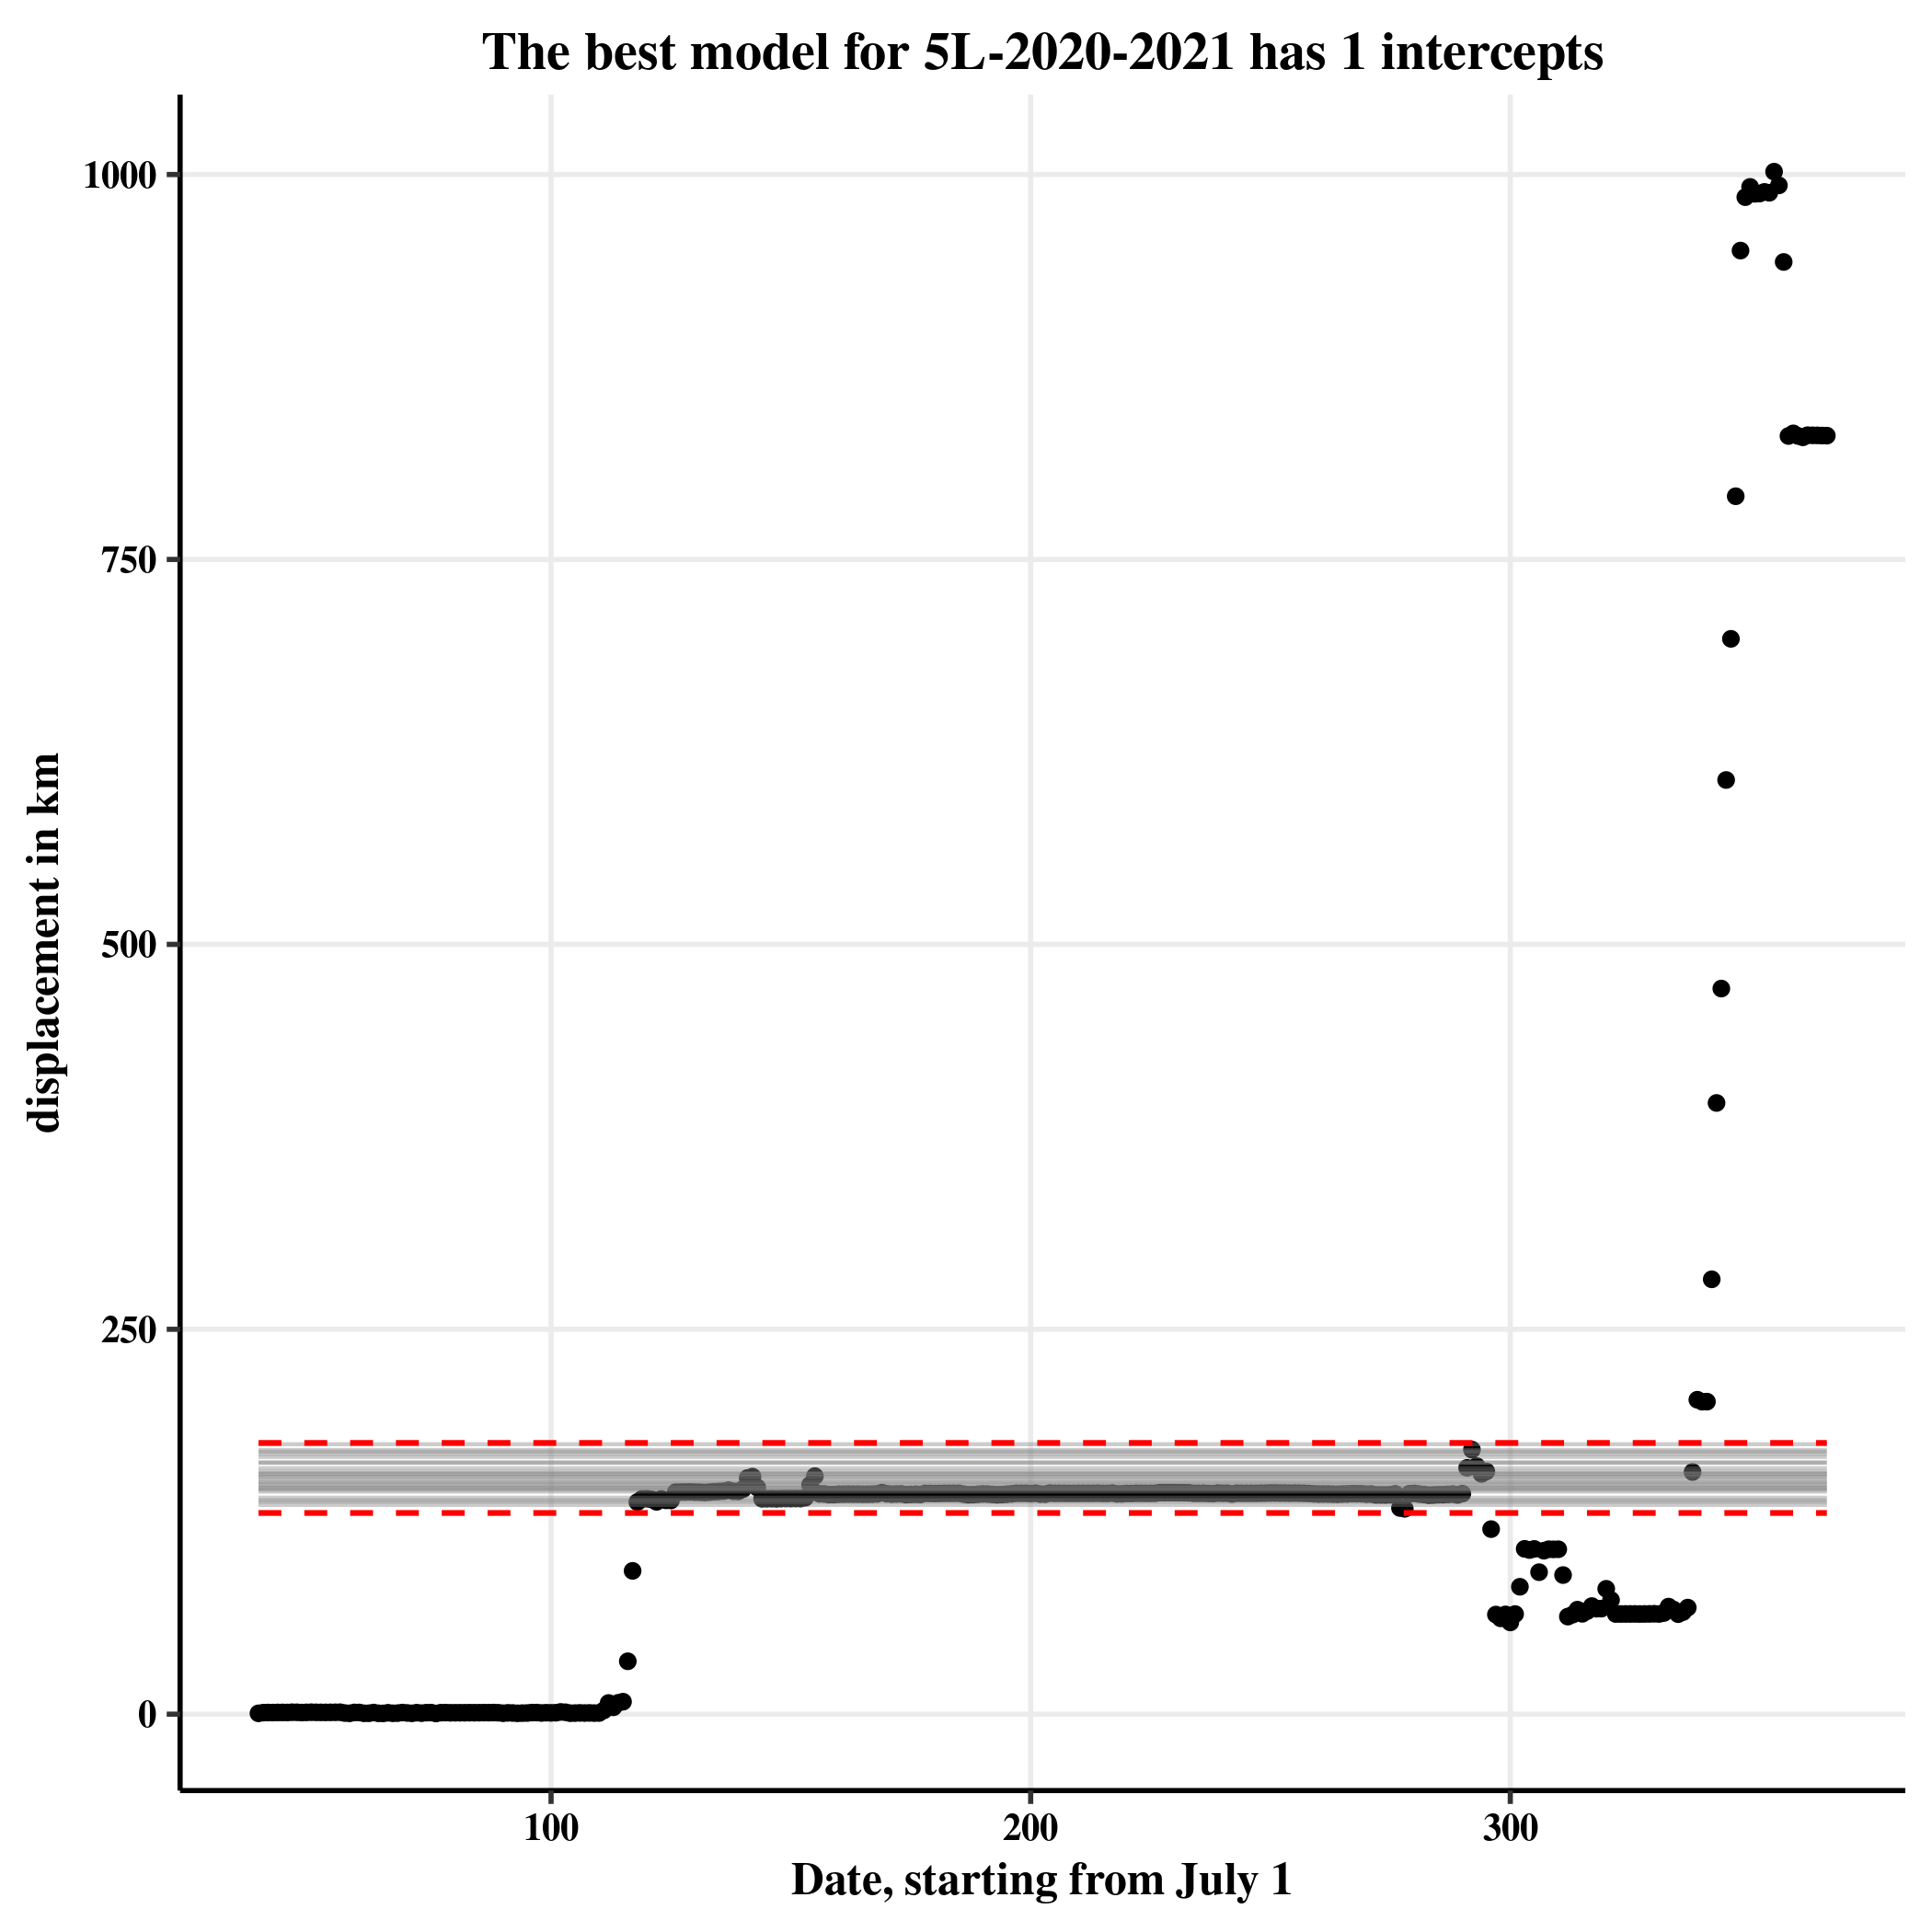 The best model for 5L-2020-2021 has 1 intercepts
1000
750
500
250
0
displacement in km
100
200
300
Date, starting from July 1